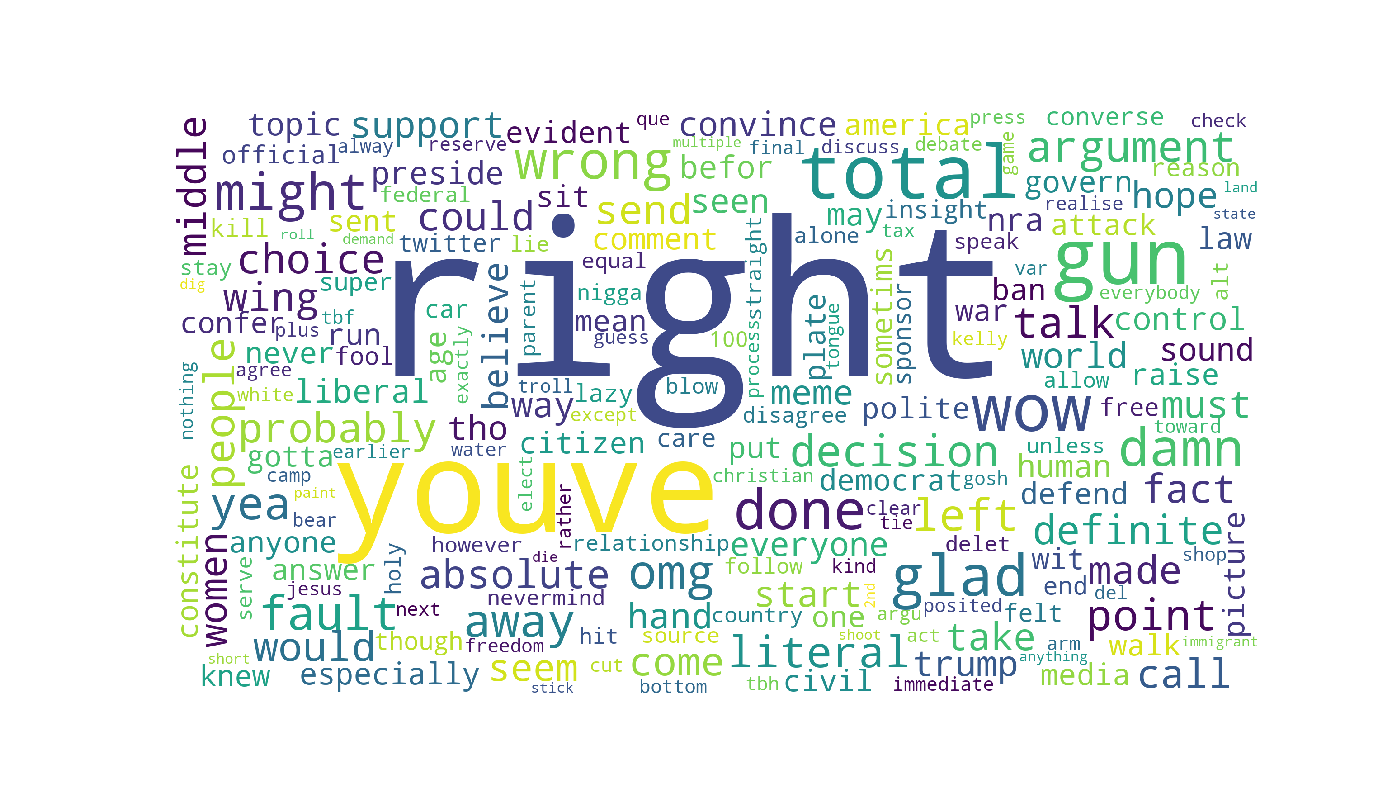 que
press
converse
check
topic
support
evident
convince
america
multiple
final
discuss
debate
game
argument
official
alway
reserve
wrong
befor
total
reason
middle
might
preside
federal
sit
send
seen
may
insight
nra
govern
realise
hope
land
state
kill
roll
sent
demand
could
twitter
lie
comment
equal
straight
alone
tax
speak
attack
law
stay
dig
choice
super
right
nigga
gun
var
everybody
alt
wing
tbf
car
believe
parent
mean
guess
100
process
plate
tongue
sometims
sponsor
war
ban
kelly
talk
control
confer
plus
run
age
exactly
never
fool
agree
world
sound
nothing
people
white
liberal
troll
lazy
blow
meme
allow
raise
way
except
disagree
polite
wow
free
must
probably
tho
toward
gotta
earlier
water
citizen
care
put
decision
unless
damn
camp
youve
elect
christian
democrat
gosh
human
paint
constitute
yea
bear
rather
done
clear
tie
left
defend
fact
women
anyone
however
die
relationship
everyone
delet
definite
picture
serve
answer
holy
absolute
omg
follow
kind
glad
wit
made
shop
jesus
nevermind
start
2nd
end
del
fault
next
away
hand
country
one
argu
posited
felt
point
would
though
freedom
hit
source
shoot
act
take
arm
walk
immigrant
short
knew
especially
seem
cut
come
literal
trump
anything
stick
bottom
tbh
civil
immediate
media
call